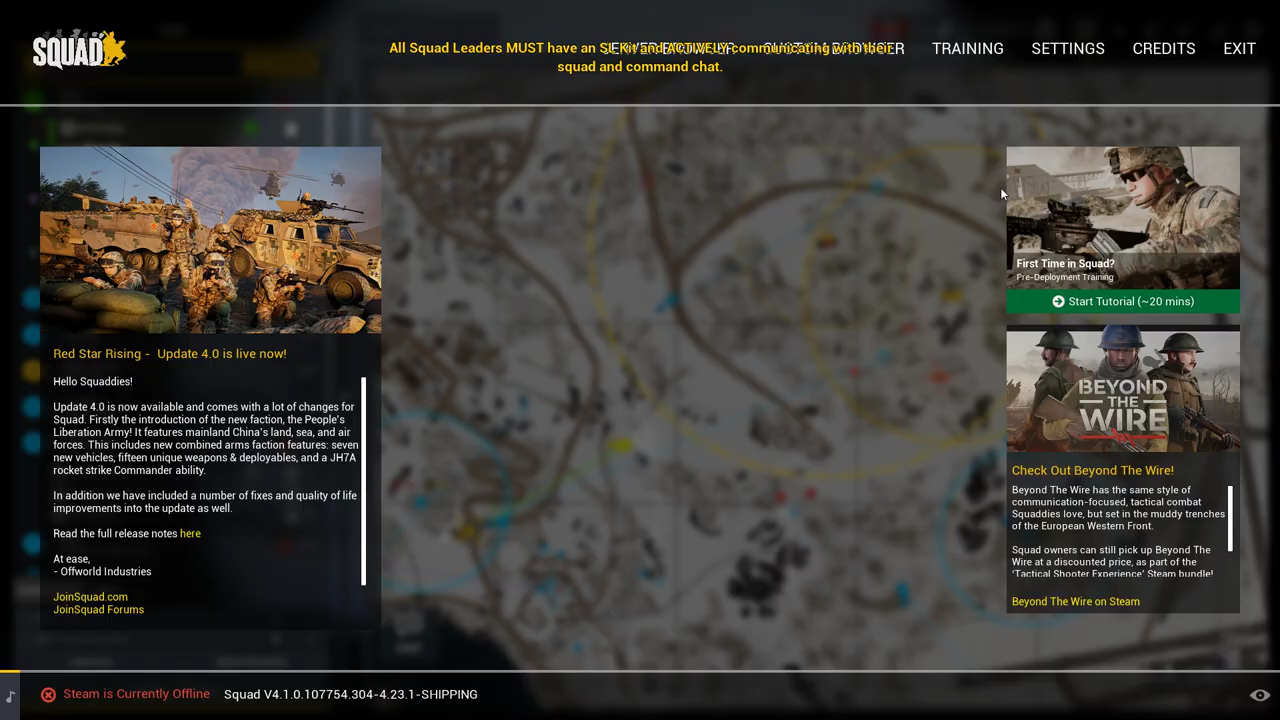 SQUAD
All Squad Leaders MUST have an SL Kit and ACTIVELY communicating with their
squad and command chat.
TRAINING
SETTINGS
CREDITS
EXIT
Red Star Rising - Update 4.0 is live now!
Hello Squaddies!
Update 4.0 is now available and comes with a lot of changes for
Squad. Firstly the introduction of the new faction, the People's
Liberation Army! It features mainland China's land, sea, and air
forces. This includes new combined arms faction features: seven
new vehicles, fifteen unique weapons & deployables, and a JH7A
rocket strike Commander ability.
In addition we have included a number of fixes and quality of life
improvements into the update as well.
Read the full release notes here
At ease,
- Offworld Industries
JoinSquad.com
JoinSquad Forums
First Time in Squad?
Pre-Deployment Training
Start Tutorial (~20 mins)
BEYOND
THE
WIRE
Check Out Beyond The Wire!
Beyond The Wire has the same style of
communication-focused, tactical combat
Squaddies love, but set in the muddy trenches
of the European Western Front.
Squad owners can still pick up Beyond The
Wire at a discounted price, as part of the
'Tactical Shooter Experience' Steam bundle!
Beyond The Wire on Steam
Steam is Currently Offline
Squad V4.1.0.107754.304-4.23.1-SHIPPING